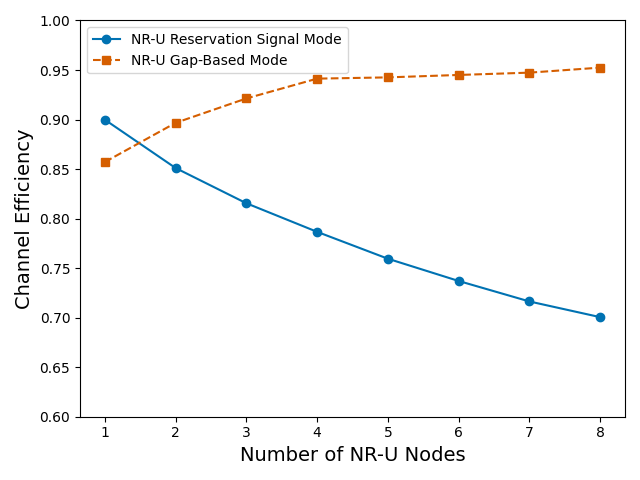 NR-U Reservation Signal Mode
NR-U Gap-Based Mode
Channel Efficiency
1.00
0.95
0.90
0.85
0.80
0.75
0.70
0.65
0.60
1 2 3 4 5 6 7 8
Number of NR-U Nodes